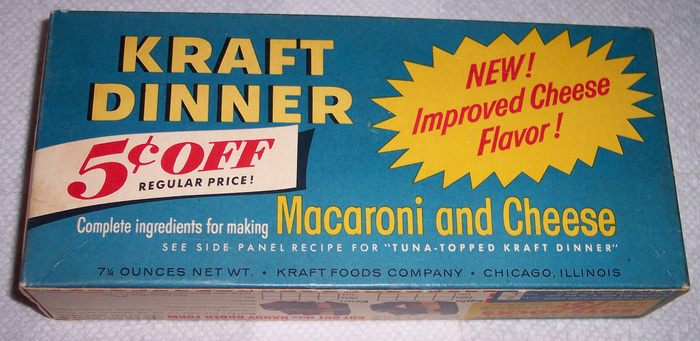 KRAFT
DINNER
NEW!
Improved Cheese
Flavor!
5¢ OFF
REGULAR PRICE!
Complete ingredients for making Macaroni and Cheese
SEE SIDE PANEL RECIPE FOR "TUNA-TOPPED KRAFT DINNER"
7¼ OUNCES NET WT. • KRAFT FOODS COMPANY • CHICAGO, ILLINOIS